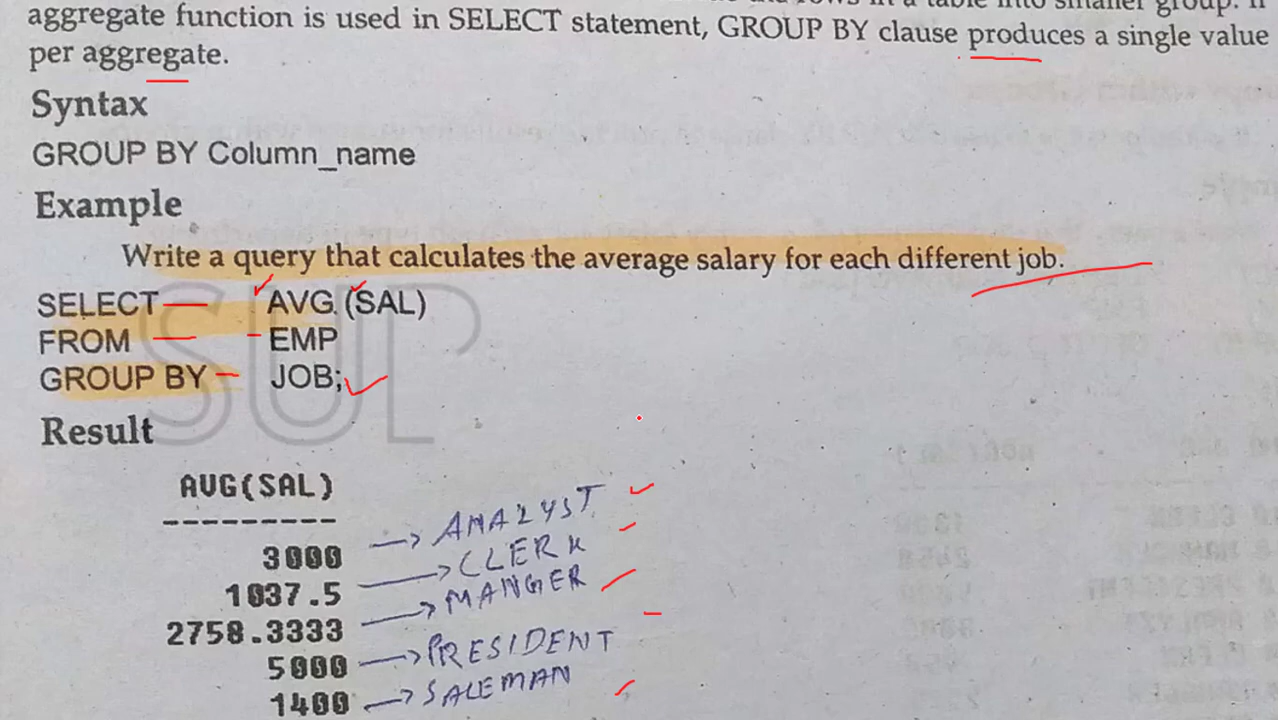 aggregate function is used in SELECT statement, GROUP BY clause produces a single value
per aggregate.
Syntax
GROUP BY Column_name
Example
Write a query that calculates the average salary for each different job.
SELECT AVG (SAL)
FROM EMP
GROUP BY JOB;
SUP
Result
AVG(SAL)
---------
3000 → ANALYST
1037.5 → CLERK
2758.3333 → MANGER
5000 → PRESIDENT
1400 → SALEMAN